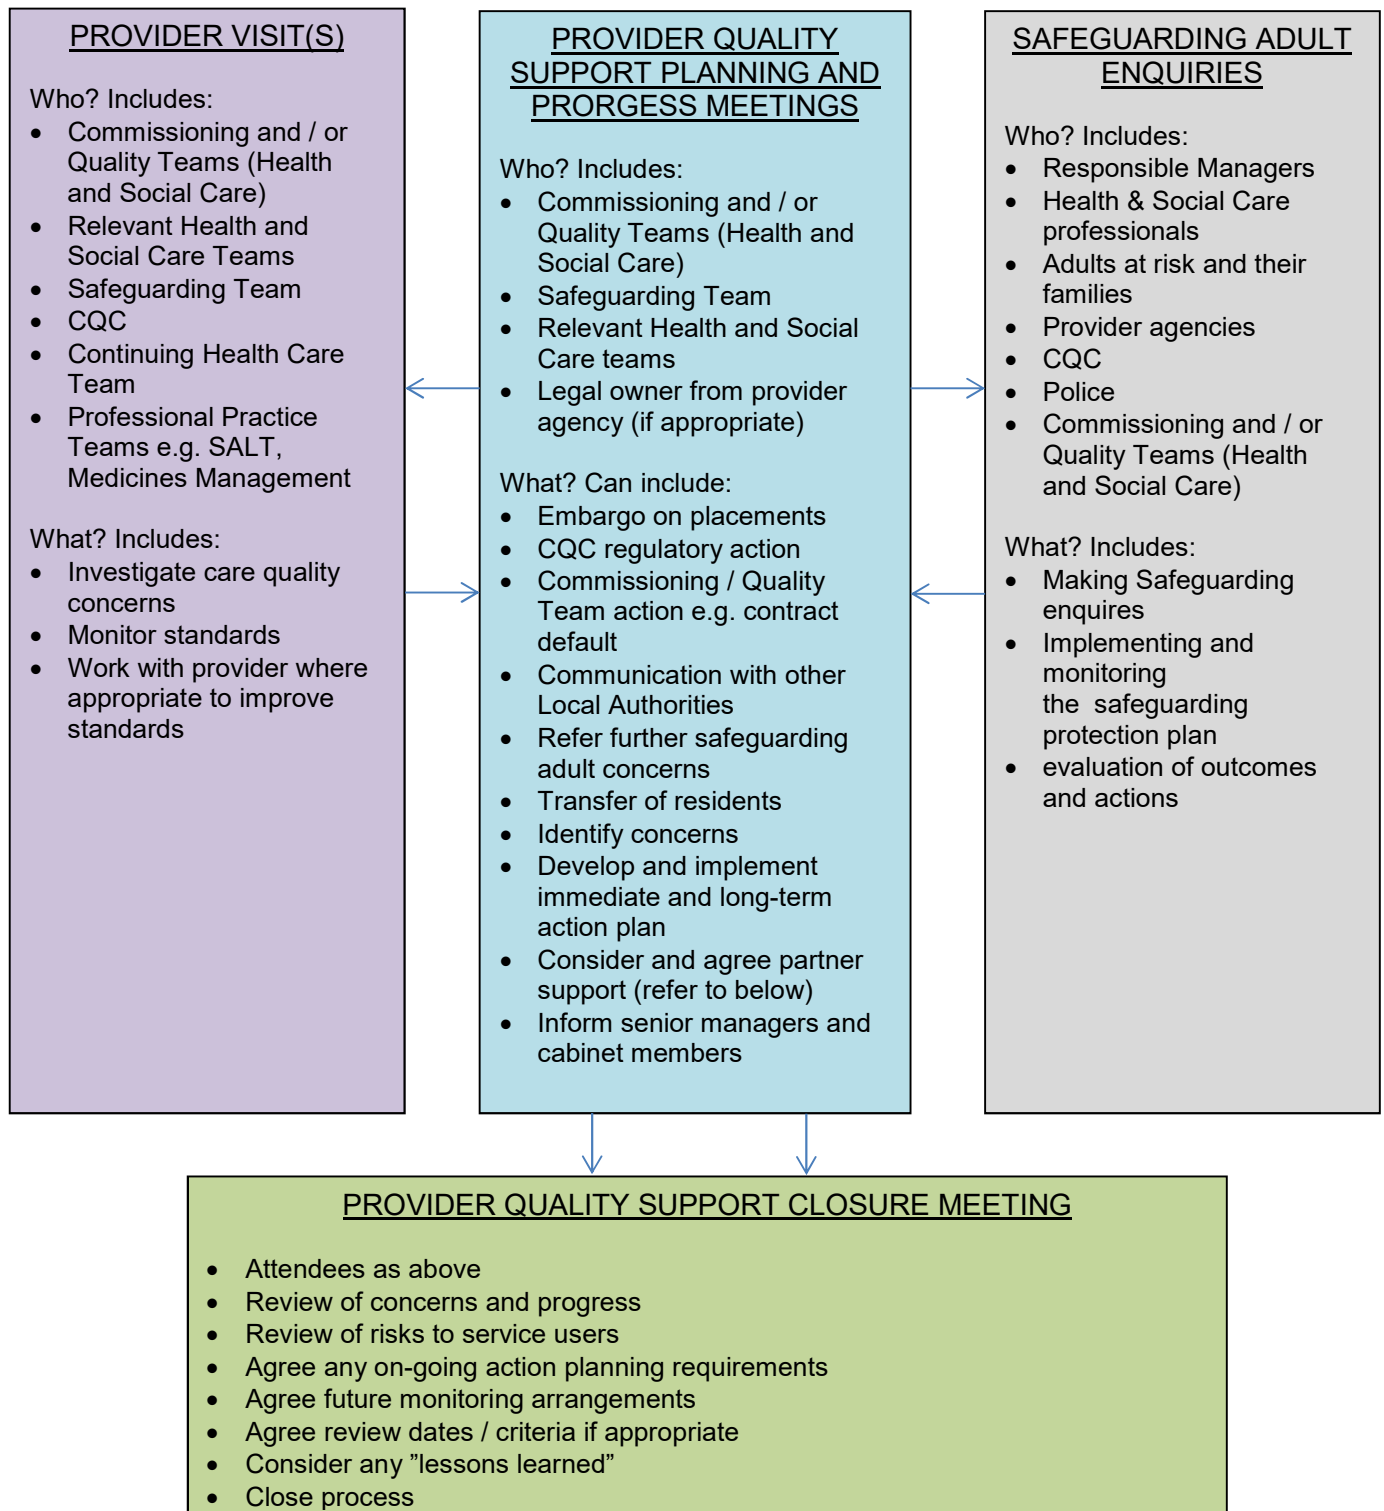 PROVIDER VISIT(S)
Who? Includes:
• Commissioning and / or
Quality Teams (Health
and Social Care)
• Relevant Health and
Social Care Teams
• Safeguarding Team
• CQC
• Continuing Health Care
Team
• Professional Practice
Teams e.g. SALT,
Medicines Management
What? Includes:
• Investigate care quality
concerns
• Monitor standards
• Work with provider where
appropriate to improve
standards
PROVIDER QUALITY
SUPPORT PLANNING AND
PRORGESS MEETINGS
Who? Includes:
• Commissioning and / or
Quality Teams (Health and
Social Care)
• Safeguarding Team
• Relevant Health and Social
Care teams
• Legal owner from provider
agency (if appropriate)
What? Can include:
• Embargo on placements
• CQC regulatory action
• Commissioning / Quality
Team action e.g. contract
default
• Communication with other
Local Authorities
• Refer further safeguarding
adult concerns
• Transfer of residents
• Identify concerns
• Develop and implement
immediate and long-term
action plan
• Consider and agree partner
support (refer to below)
• Inform senior managers and
cabinet members
SAFEGUARDING ADULT
ENQUIRIES
Who? Includes:
• Responsible Managers
• Health & Social Care
professionals
• Adults at risk and their
families
• Provider agencies
• CQC
• Police
• Commissioning and / or
Quality Teams (Health
and Social Care)
What? Includes:
• Making Safeguarding
enquires
• Implementing and
monitoring
the  safeguarding
protection plan
• evaluation of outcomes
and actions
PROVIDER QUALITY SUPPORT CLOSURE MEETING
• Attendees as above
• Review of concerns and progress
• Review of risks to service users
• Agree any on-going action planning requirements
• Agree future monitoring arrangements
• Agree review dates / criteria if appropriate
• Consider any ”lessons learned”
• Close process